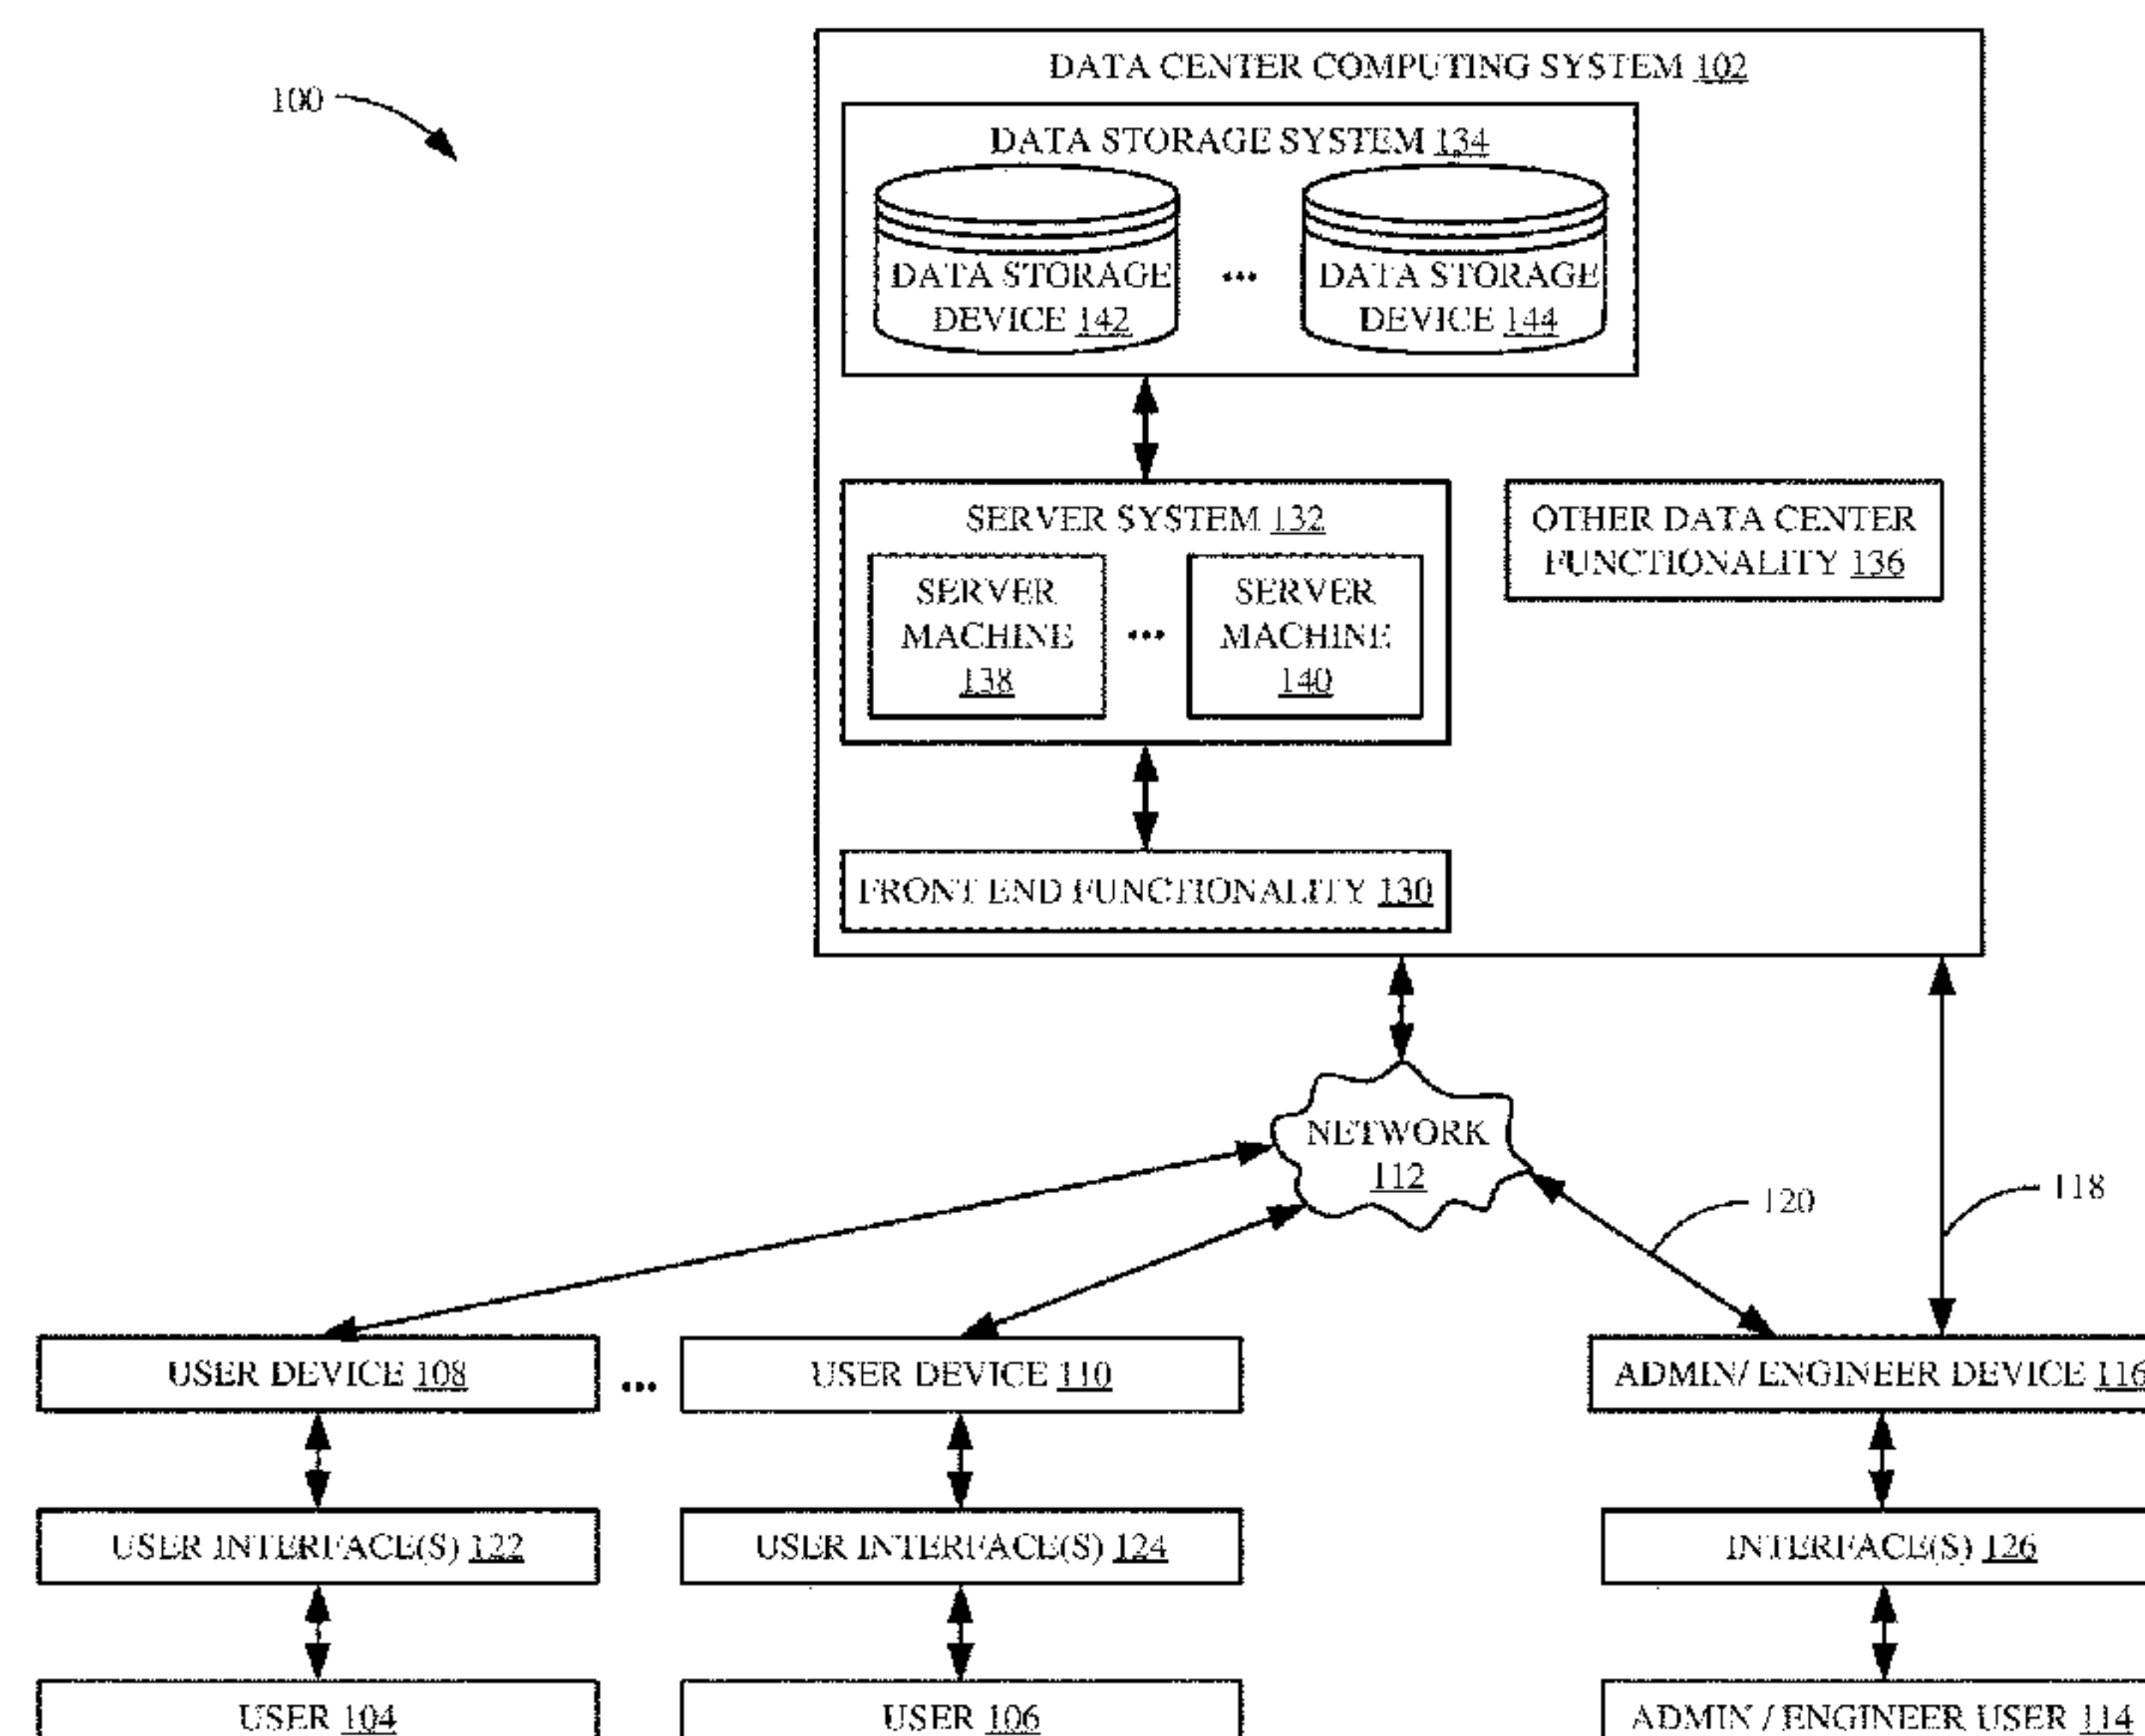 100
DATA CENTER COMPUTING SYSTEM 102
DATA STORAGE SYSTEM 134
DATA STORAGE
DEVICE 142
...
DATA STORAGE
DEVICE 144
SERVER SYSTEM 132
SERVER
MACHINE
138
...
SERVER
MACHINE
140
OTHER DATA CENTER
FUNCTIONALITY 136
FRONT END FUNCTIONALITY 130
NETWORK
112
120
118
USER DEVICE 108
...
USER DEVICE 110
ADMIN/ ENGINEER DEVICE 116
USER INTERFACE(S) 122
USER INTERFACE(S) 124
INTERFACE(S) 126
USER 104
USER 106
ADMIN / ENGINEER USER 114